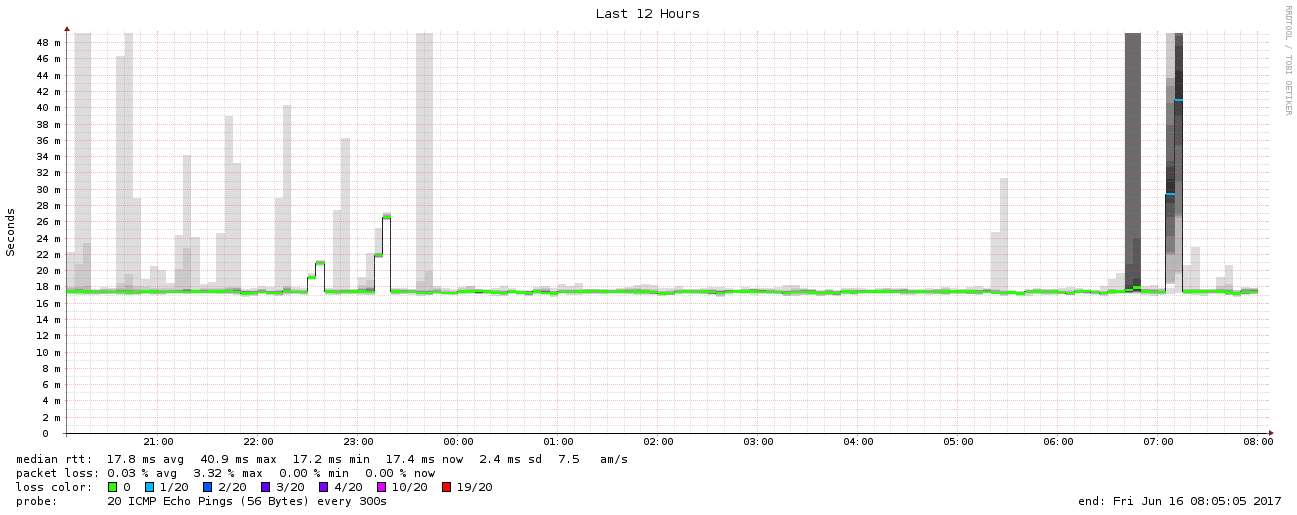 Last 12 Hours
RRDTOOL / TOBI OETIKER
Seconds
48 m
46 m
44 m
42 m
40 m
38 m
36 m
34 m
32 m
30 m
28 m
26 m
24 m
22 m
20 m
18 m
16 m
14 m
12 m
10 m
8 m
6 m
4 m
2 m
0
21:00 22:00 23:00 00:00 01:00 02:00 03:00 04:00 05:00 06:00 07:00 08:00
median rtt: 17.8 ms avg 40.9 ms max 17.2 ms min 17.4 ms now 2.4 ms sd 7.5 am/s
packet loss: 0.03 % avg 3.32 % max 0.00 % min 0.00 % now
loss color: 0 1/20 2/20 3/20 4/20 10/20 19/20
probe: 20 ICMP Echo Pings (56 Bytes) every 300s end: Fri Jun 16 08:05:05 2017